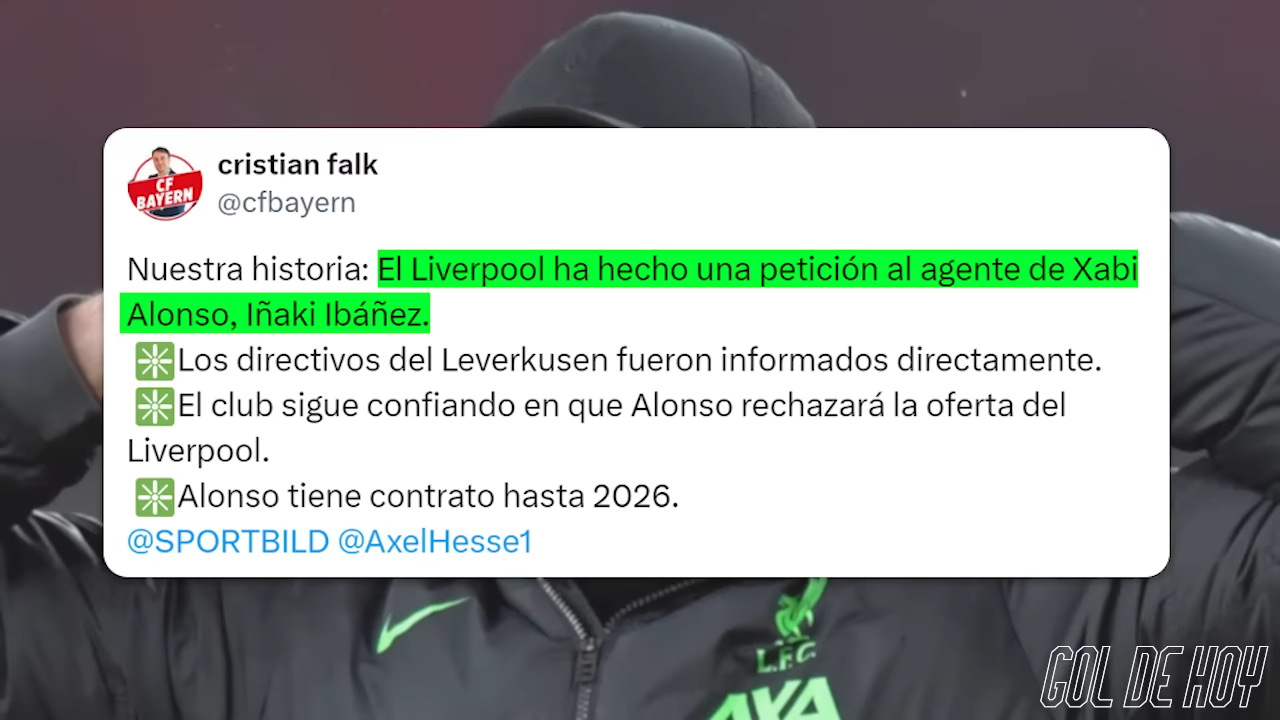 CF
BAYERN
cristian falk
@cfbayern
Nuestra historia: El Liverpool ha hecho una petición al agente de Xabi
Alonso, Iñaki Ibáñez.
❇️Los directivos del Leverkusen fueron informados directamente.
❇️El club sigue confiando en que Alonso rechazará la oferta del
Liverpool.
❇️Alonso tiene contrato hasta 2026.
@SPORTBILD @AxelHesse1
L.F.C.
AXA
GOL DE HOY